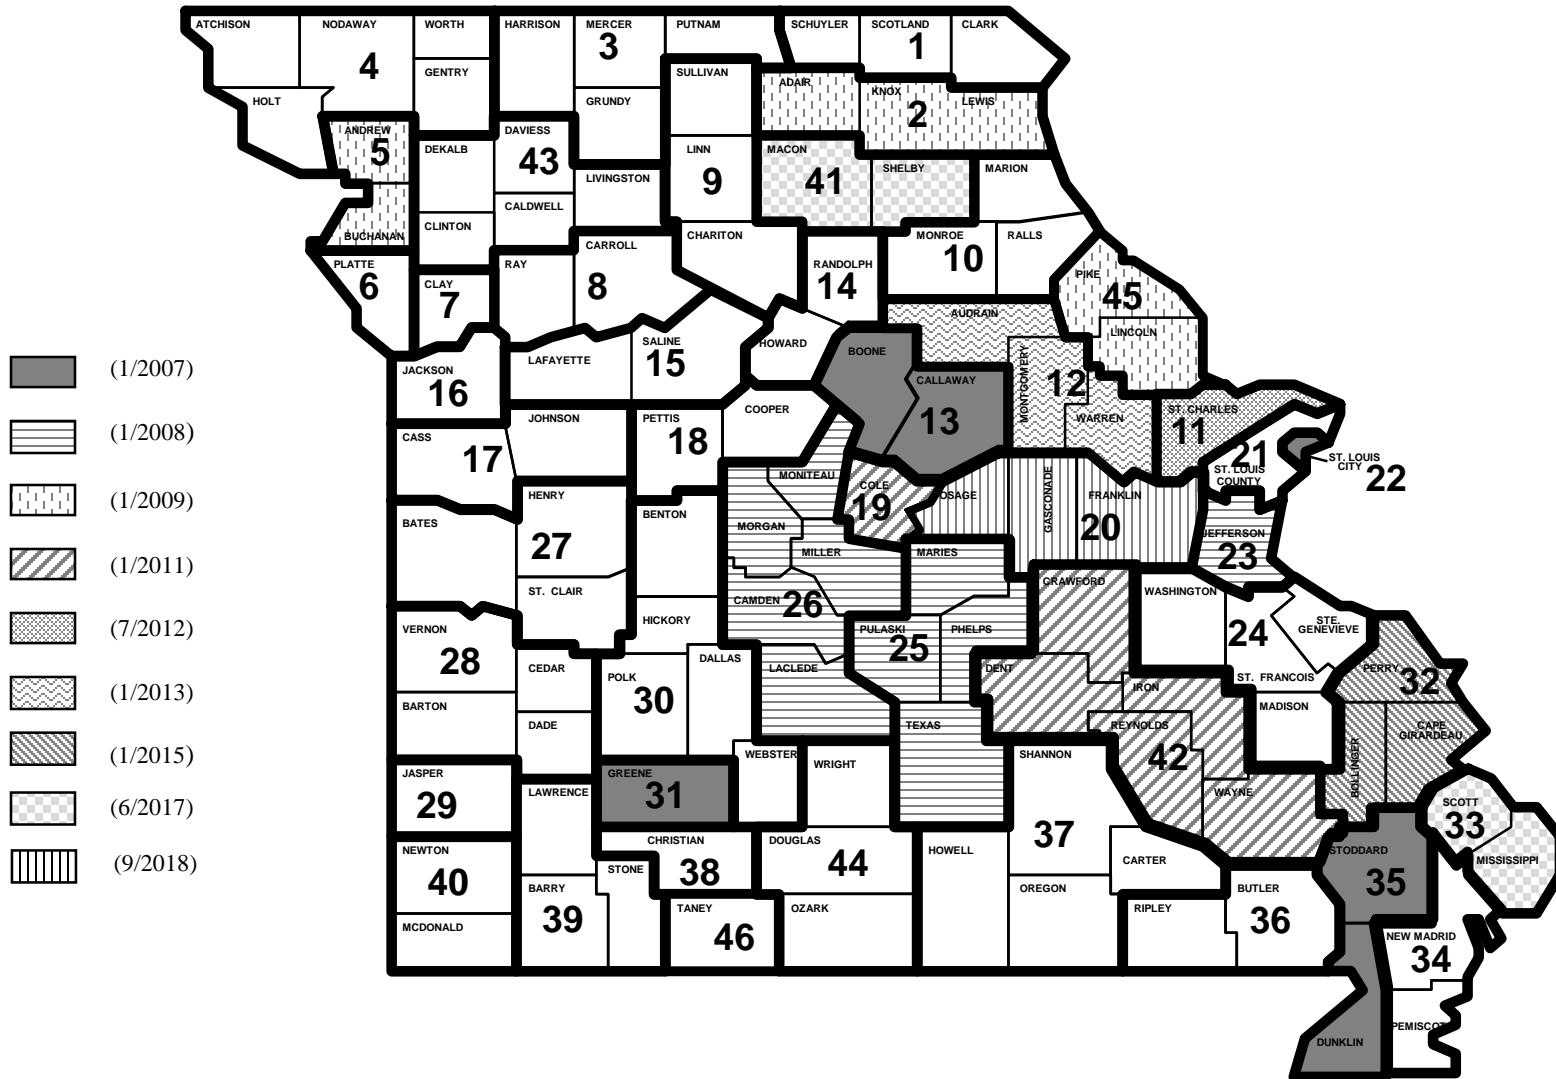 ATCHISON
NODAWAY
WORTH
HARRISON
MERCER
PUTNAM
SCHUYLER
SCOTLAND
CLARK
4
3
1
GENTRY
SULLIVAN
ADAIR
KNOX
LEWIS
HOLT
GRUNDY
2
ANDREW
5
DEKALB
DAVIESS
43
LINN
9
MACON
41
SHELBY
MARION
LIVINGSTON
CALDWELL
BUCHANAN
CLINTON
CHARITON
MONROE
10
RALLS
CARROLL
PLATTE
6
CLAY
7
RAY
8
RANDOLPH
14
PIKE
45
AUDRAIN
LINCOLN
SALINE
15
HOWARD
BOONE
LAFAYETTE
(1/2007)
JACKSON
16
CALLAWAY
13
MONTGOMERY
12
WARREN
ST. CHARLES
11
JOHNSON
PETTIS
18
COOPER
(1/2008)
CASS
17
21
ST. LOUIS
COUNTY
ST. LOUIS
CITY
22
MONITEAU
COLE
19
OSAGE
GASCONADE
FRANKLIN
20
(1/2009)
HENRY
27
BENTON
BATES
MORGAN
MILLER
MARIES
JEFFERSON
23
(1/2011)
ST. CLAIR
CAMDEN
26
CRAWFORD
WASHINGTON
HICKORY
STE.
GENEVIEVE
(7/2012)
VERNON
28
PULASKI
25
PHELPS
24
CEDAR
DALLAS
LACLEDE
DENT
PERRY
32
POLK
30
IRON
ST. FRANCOIS
(1/2013)
BARTON
MADISON
DADE
TEXAS
REYNOLDS
42
CAPE
GIRARDEAU
(1/2015)
WEBSTER
WRIGHT
SHANNON
BOLLINGER
JASPER
29
LAWRENCE
GREENE
31
WAYNE
SCOTT
33
(6/2017)
CHRISTIAN
38
DOUGLAS
44
HOWELL
37
CARTER
STODDARD
35
MISSISSIPPI
NEWTON
40
(9/2018)
STONE
BARRY
39
OREGON
BUTLER
36
MCDONALD
TANEY
46
OZARK
RIPLEY
NEW MADRID
34
PEMISCOT
DUNKLIN